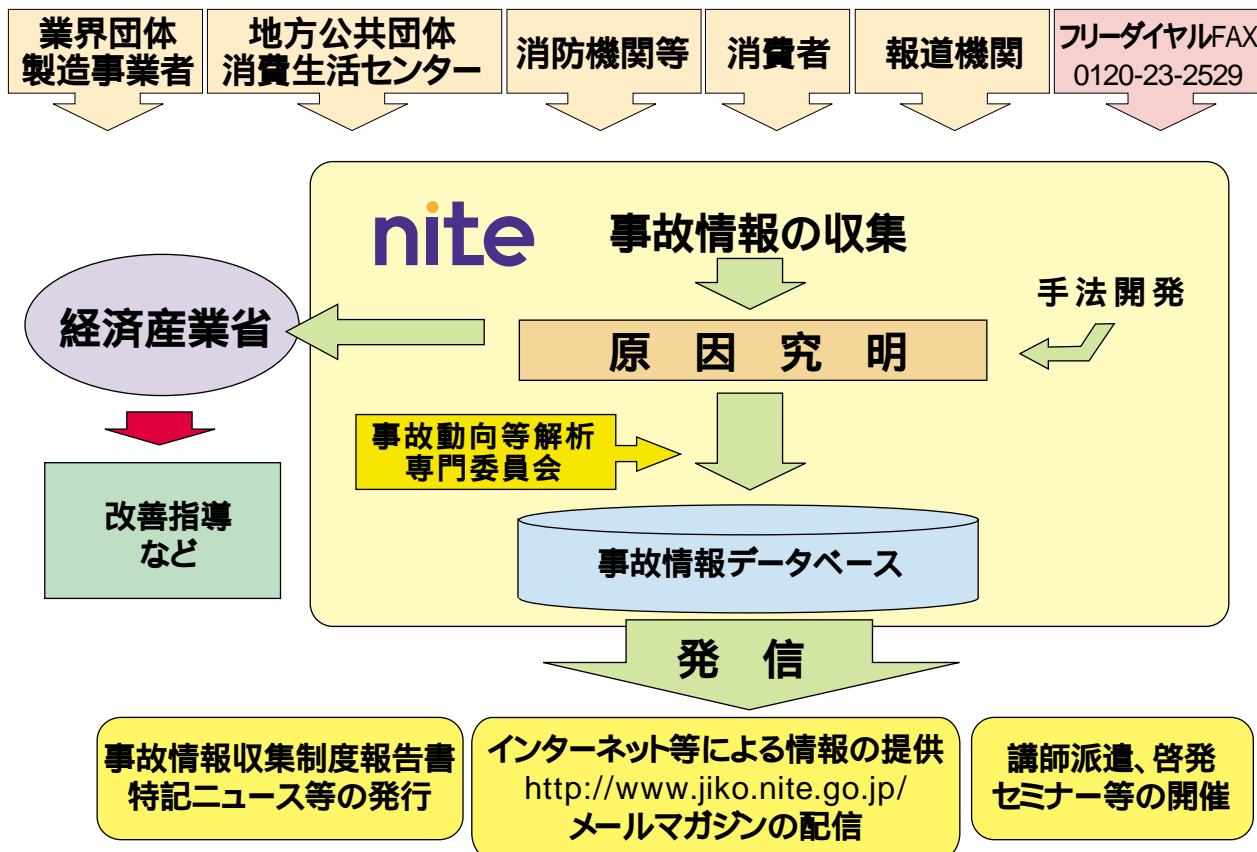 業界団体
製造事業者
地方公共団体
消費生活センター
消防機関等
消費者
報道機関
フリーダイヤルFAX
0120-23-2529
nite
事故情報の収集
手法開発
経済産業省
原因究明
事故動向等解析
専門委員会
改善指導
など
事故情報データベース
発信
事故情報収集制度報告書
特記ニュース等の発行
インターネット等による情報の提供
http://www.jiko.nite.go.jp/
メールマガジンの配信
講師派遣、啓発
セミナー等の開催